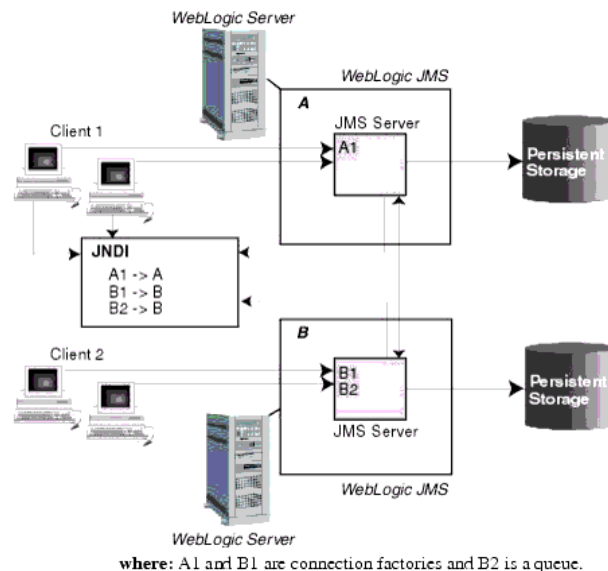 WebLogic Server
WebLogic JMS
A
JMS Server
A1
Client 1
Persistent
Storage
JNDI
A1 -> A
B1 -> B
B2 -> B
B
Client 2
B1
B2
JMS Server
Persistent
Storage
WebLogic JMS
WebLogic Server
where: A1 and B1 are connection factories and B2 is a queue.